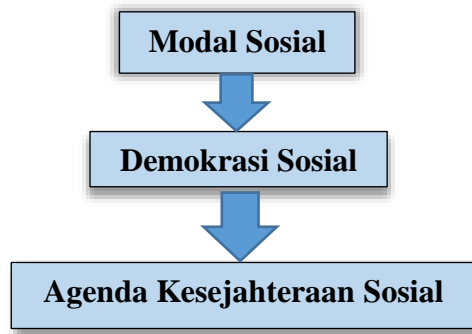 Modal Sosial
Demokrasi Sosial
Agenda Kesejahteraan Sosial